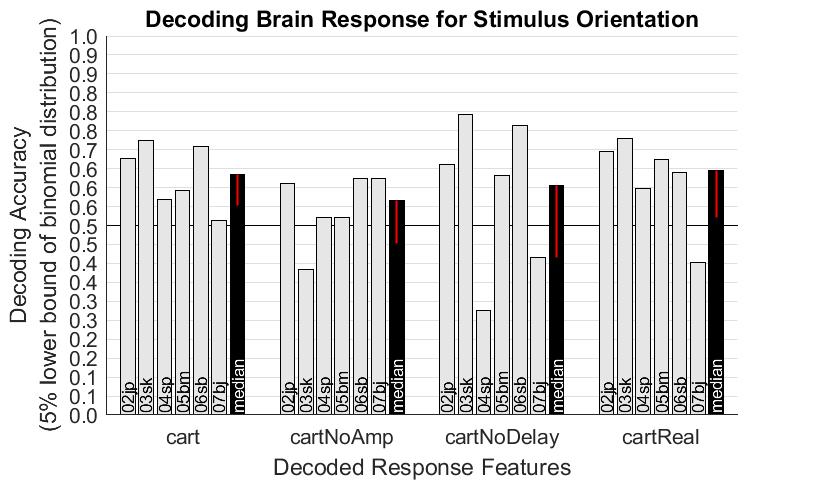 Decoding Brain Response for Stimulus Orientation
Decoding Accuracy
(5% lower bound of binomial distribution)
1.0
0.9
0.9
0.8
0.8
0.8
0.7
0.6
0.6
0.6
0.5
0.5
0.4
0.4
0.3
0.3
0.2
0.2
0.1
0.1
0.0
02jp 03sk 04sp 05bm 06sb 07bj median
02jp 03sk 04sp 05bm 06sb 07bj median
02jp 03sk 04sp 05bm 06sb 07bj median
02jp 03sk 04sp 05bm 06sb 07bj median
cart cartNoAmp cartNoDelay cartReal
Decoded Response Features